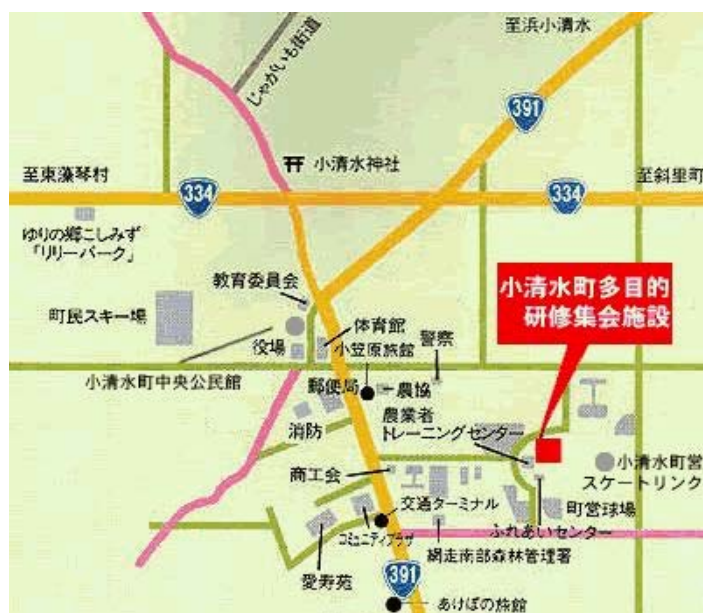 至浜小清水
じゃがいも街道
391
小清水神社
至東藻琴村
334
334
至斜里町
ゆりの郷こしみず
「リリーパーク」
教育委員会
小清水町多目的
研修集会施設
町民スキー場
役場
体育館
小笠原旅館
警察
小清水町中央公民館
郵便局
農協
農業者
トレーニングセンター
消防
商工会
小清水町営
スケートリンク
交通ターミナル
町営球場
コミュニティプラザ
ふれあいセンター
愛寿苑
網走南部森林管理署
391
あけぼの旅館